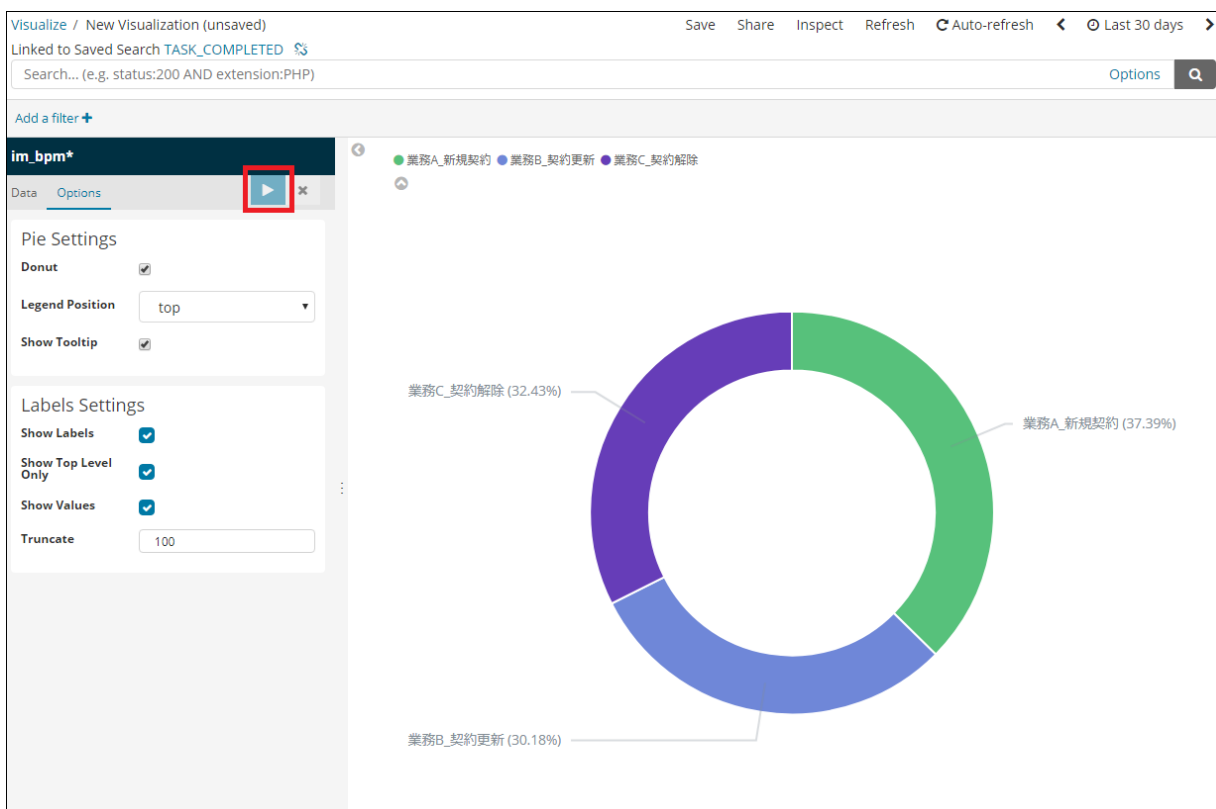 Visualize / New Visualization (unsaved)
Save Share Inspect Refresh Auto-refresh Last 30 days
Linked to Saved Search TASK_COMPLETED
Search... (e.g. status:200 AND extension:PHP)
Options
Add a filter
im_bpm*
Data Options
Pie Settings
Donut
Legend Position top
Show Tooltip
Labels Settings
Show Labels
Show Top Level
Only
Show Values
Truncate 100
業務A_新規契約 業務B_契約更新 業務C_契約解除
業務C_契約解除 (32.43%)
業務A_新規契約 (37.39%)
業務B_契約更新 (30.18%)